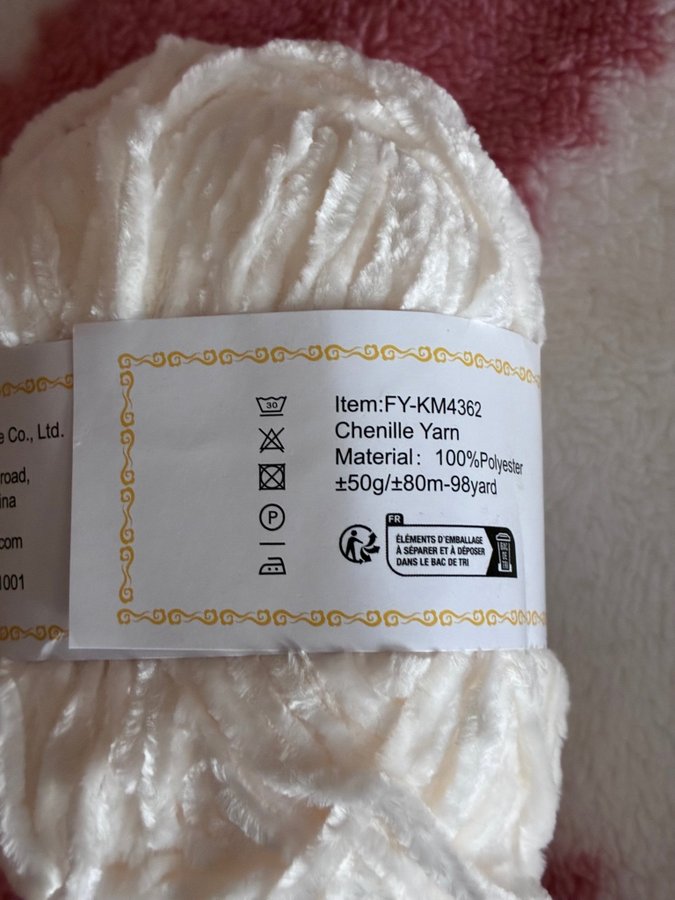 e Co., Ltd.
road,
ina
com
1001
30
P
Item:FY-KM4362
Chenille Yarn
Material: 100%Polyester
±50g/±80m-98yard
FR
ÉLÉMENTS D'EMBALLAGE
À SÉPARER ET À DÉPOSER
DANS LE BAC DE TRI